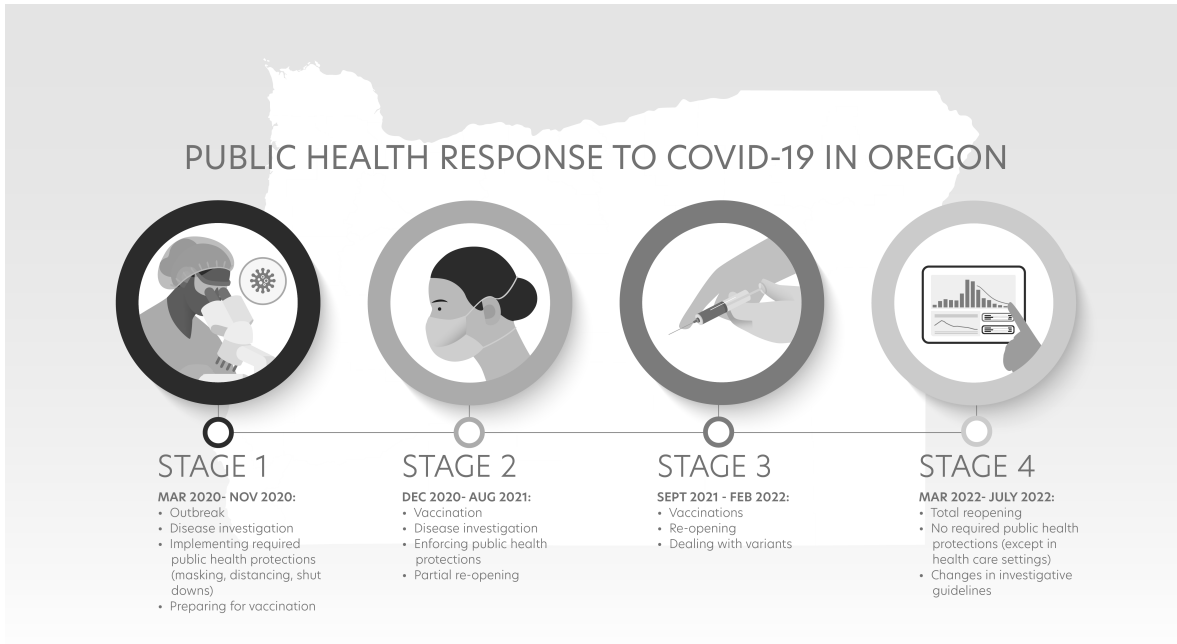 PUBLIC HEALTH RESPONSE TO COVID-19 IN OREGON
STAGE 1
MAR 2020- NOV 2020:
• Outbreak
• Disease investigation
• Implementing required
public health protections
(masking, distancing, shut
downs)
• Preparing for vaccination
STAGE 2
DEC 2020- AUG 2021:
• Vaccination
• Disease investigation
• Enforcing public health
protections
• Partial re-opening
STAGE 3
SEPT 2021 - FEB 2022:
• Vaccinations
• Re-opening
• Dealing with variants
STAGE 4
MAR 2022- JULY 2022:
• Total reopening
• No required public health
protections (except in
health care settings)
• Changes in investigative
guidelines